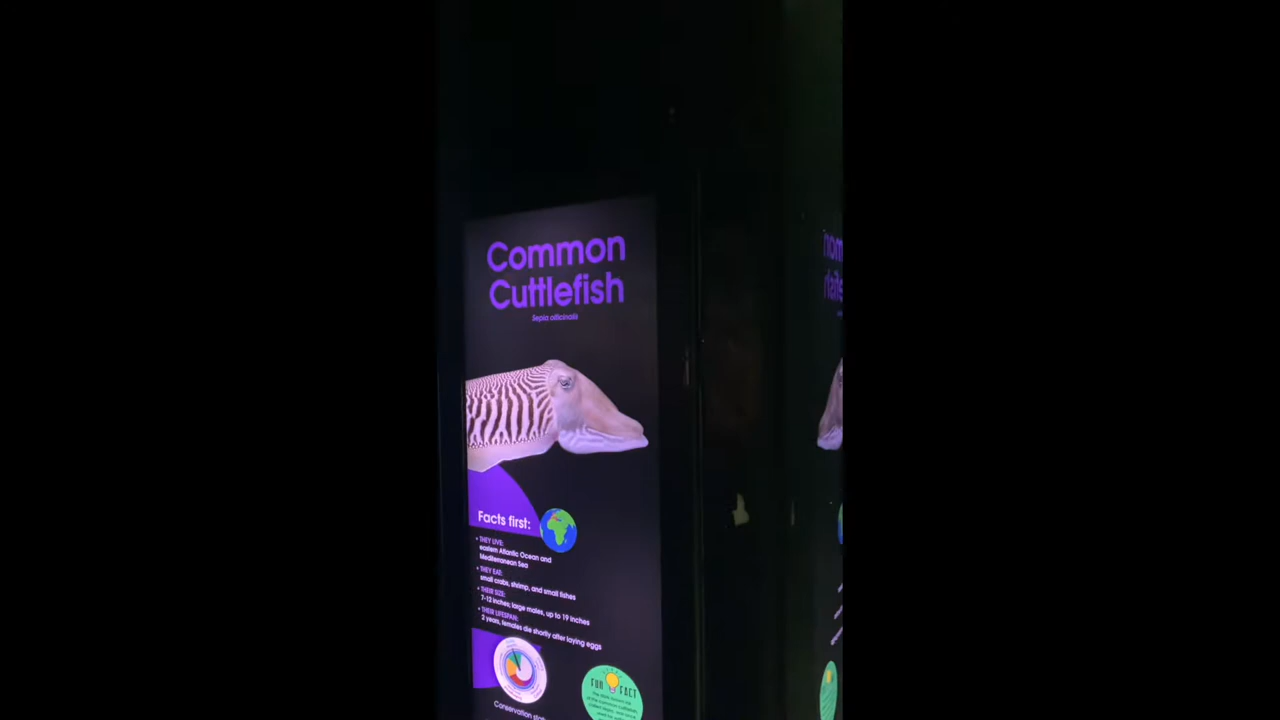 Common
Cuttlefish
Sepia officinalis
Facts first:
• THEY LIVE:
eastern Atlantic Ocean and
Mediterranean Sea
• THEY EAT:
small crabs, shrimp, and small fishes
• THEIR SIZE:
7-12 inches; large males, up to 19 inches
• THEIR LIFESPAN:
2 years, females die shortly after laying eggs
FUN FACT
Conservation